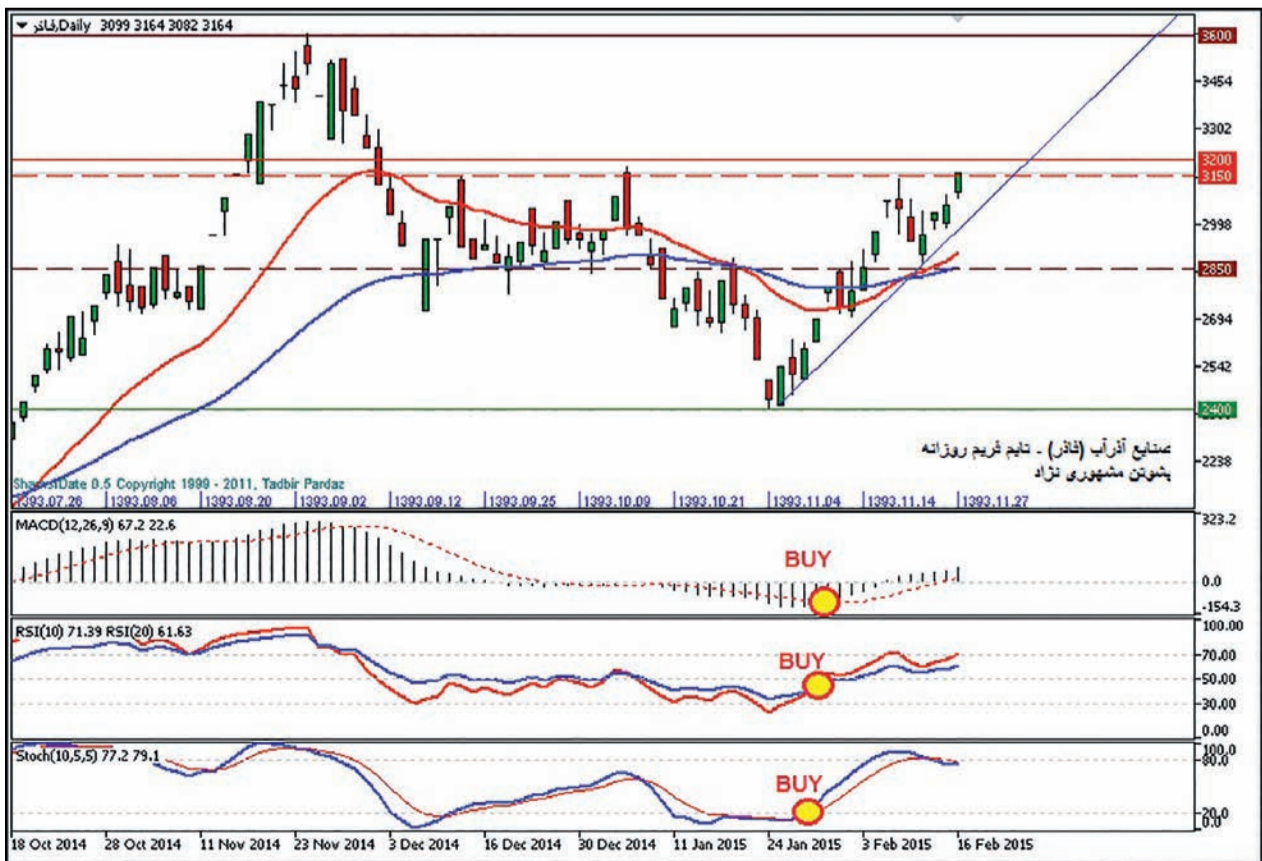 فاذر,Daily 3099 3164 3082 3164
3600
3454
3302
3200
3150
2998
2850
2694
2542
2400
2238
صنایع آذرآب (فاذر) - تایم فریم روزانه
پشوتن مشهوری نژاد
0.5 Copyright 1999 - 2011, Tadbir Pardaz
1393.07.26 1393.08.06 1393.08.20 1393.09.02 1393.09.12 1393.09.25 1393.10.09 1393.10.21 1393.11.04 1393.11.14 1393.11.27
MACD(12,26,9) 67.2 22.6
323.2
BUY
0.0
-154.3
RSI(10) 71.39 RSI(20) 61.63
100.00
70.00
BUY
50.00
30.00
0.00
Stoch(10,5,5) 77.2 79.1
100.0
80.0
BUY
20.0
0.0
18 Oct 2014 28 Oct 2014 11 Nov 2014 23 Nov 2014 3 Dec 2014 16 Dec 2014 30 Dec 2014 11 Jan 2015 24 Jan 2015 3 Feb 2015 16 Feb 2015